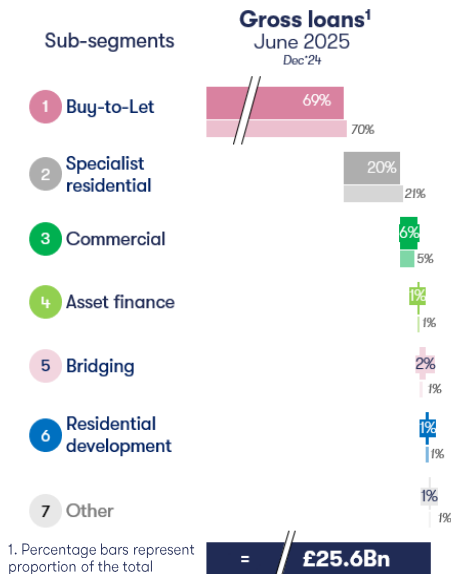 Gross loans1
Sub-segments
June 2025
Dec'24
1 Buy-to-Let 69%
70%
2 Specialist residential 20%
21%
3 Commercial 6%
5%
4 Asset finance 1%
1%
5 Bridging 2%
1%
6 Residential development 1%
1%
7 Other 1%
1%
1. Percentage bars represent
proportion of the total
= £25.6Bn